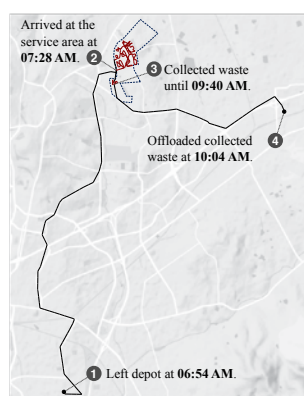 Arrived at the
service area at
07:28 AM.
2
3 Collected waste
until 09:40 AM.
Offloaded collected
waste at 10:04 AM.
4
1 Left depot at 06:54 AM.